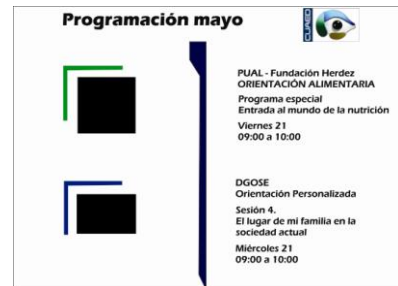 Programación mayo
CUAED
PUAL - Fundación Herdez
ORIENTACIÓN ALIMENTARIA
Programa especial
Entrada al mundo de la nutrición
Viernes 21
09:00 a 10:00
DGOSE
Orientación Personalizada
Sesión 4.
El lugar de mi familia en la
sociedad actual
Miércoles 21
09:00 a 10:00